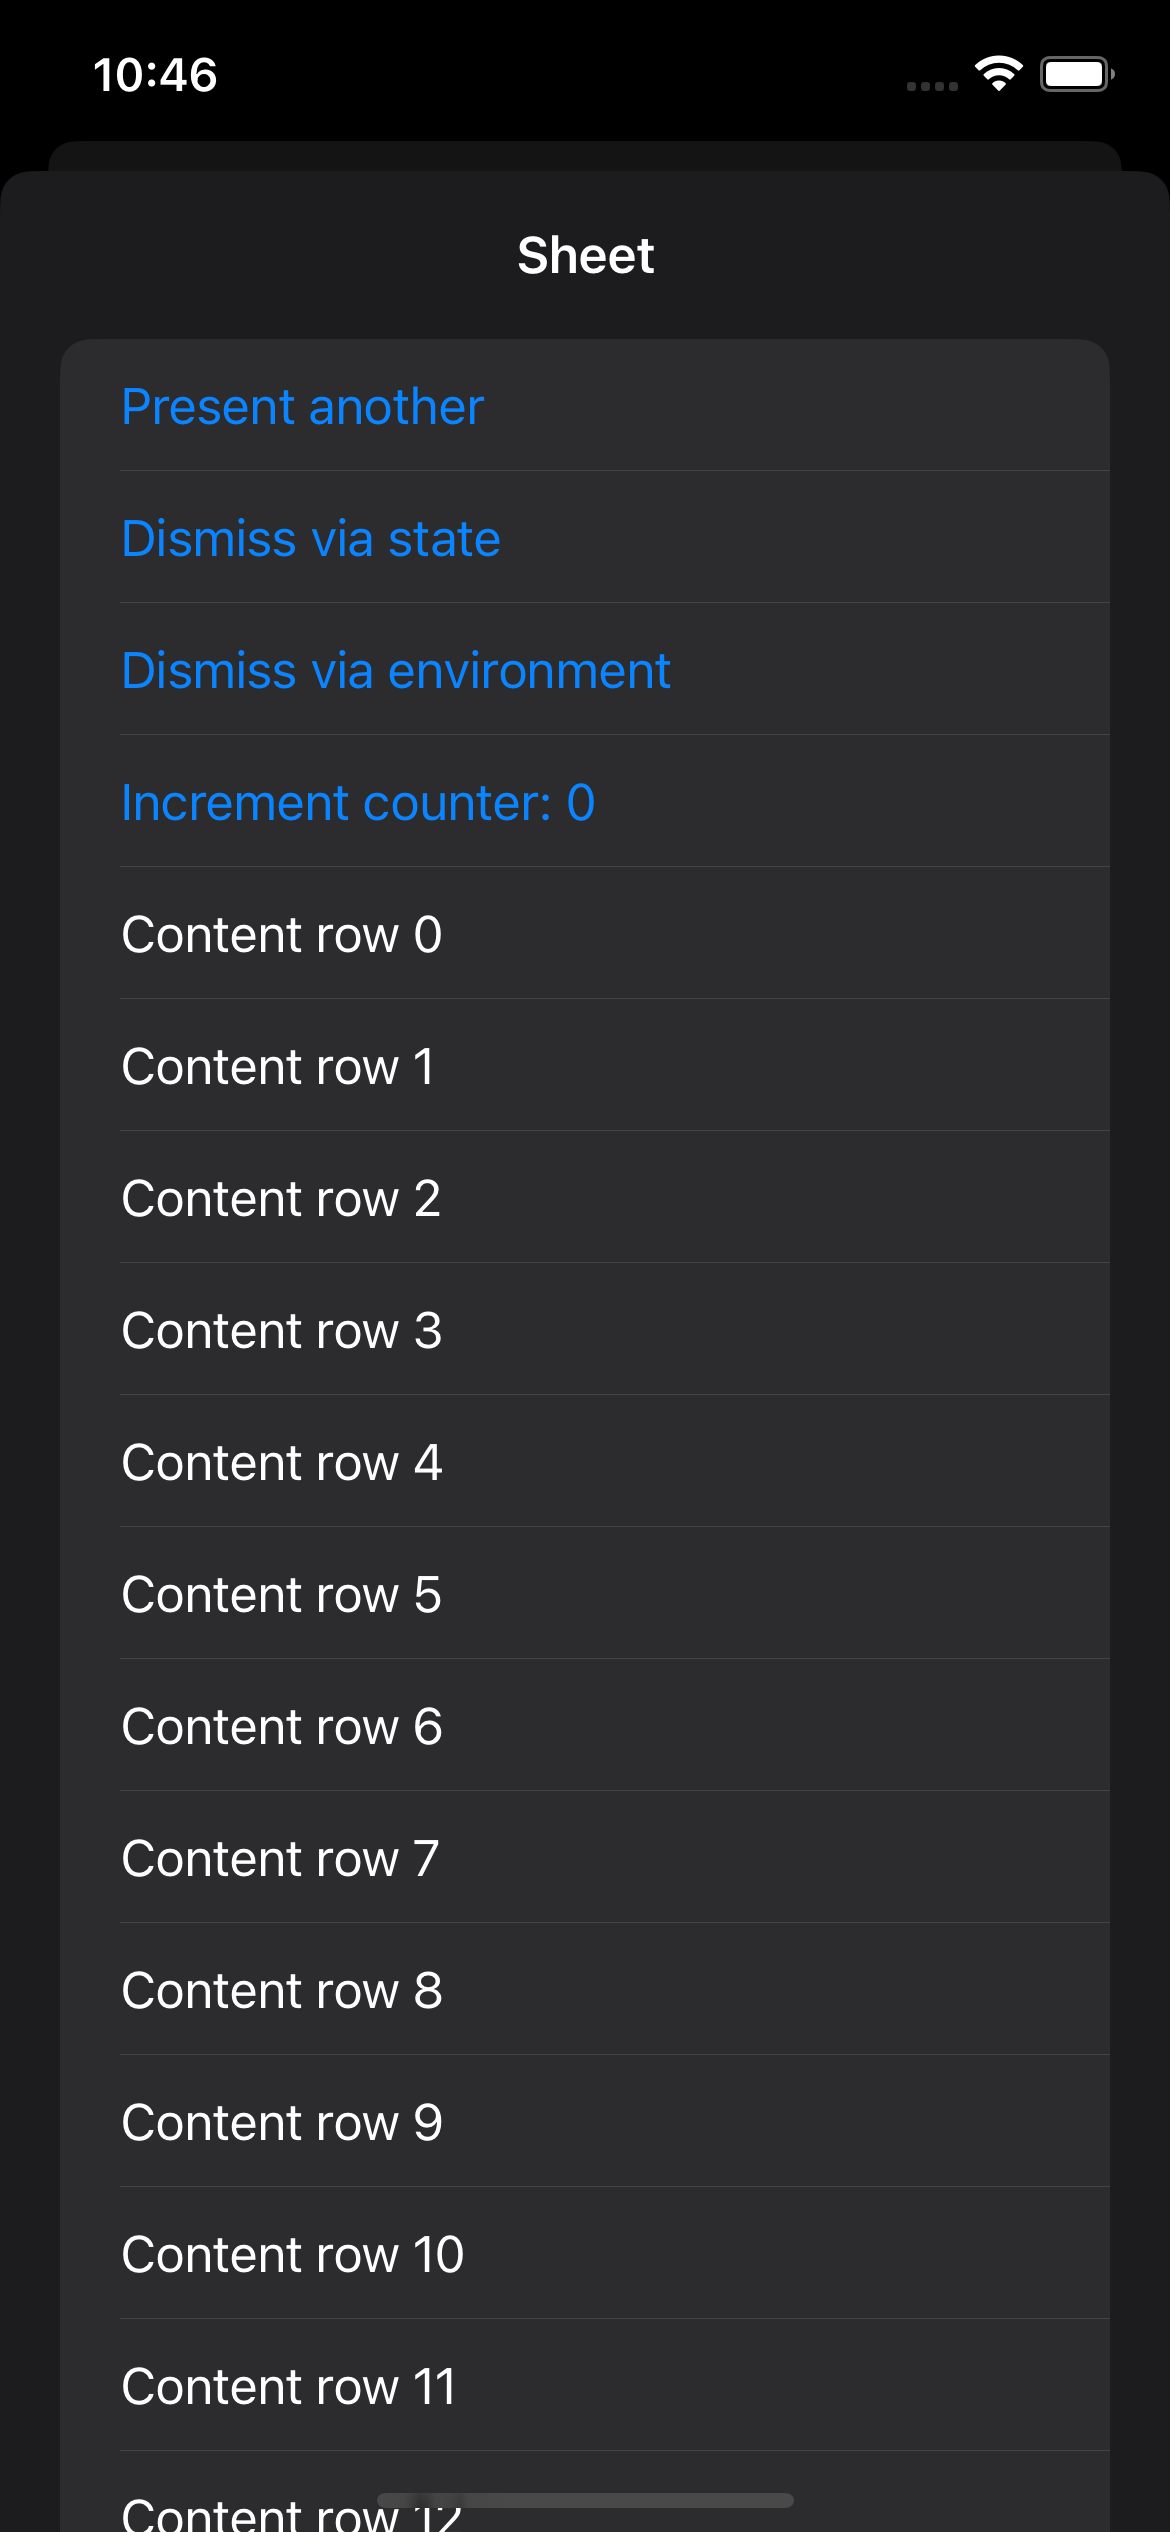 10:46
Sheet
Present another
Dismiss via state
Dismiss via environment
Increment counter: 0
Content row 0
Content row 1
Content row 2
Content row 3
Content row 4
Content row 5
Content row 6
Content row 7
Content row 8
Content row 9
Content row 10
Content row 11
Content row 12